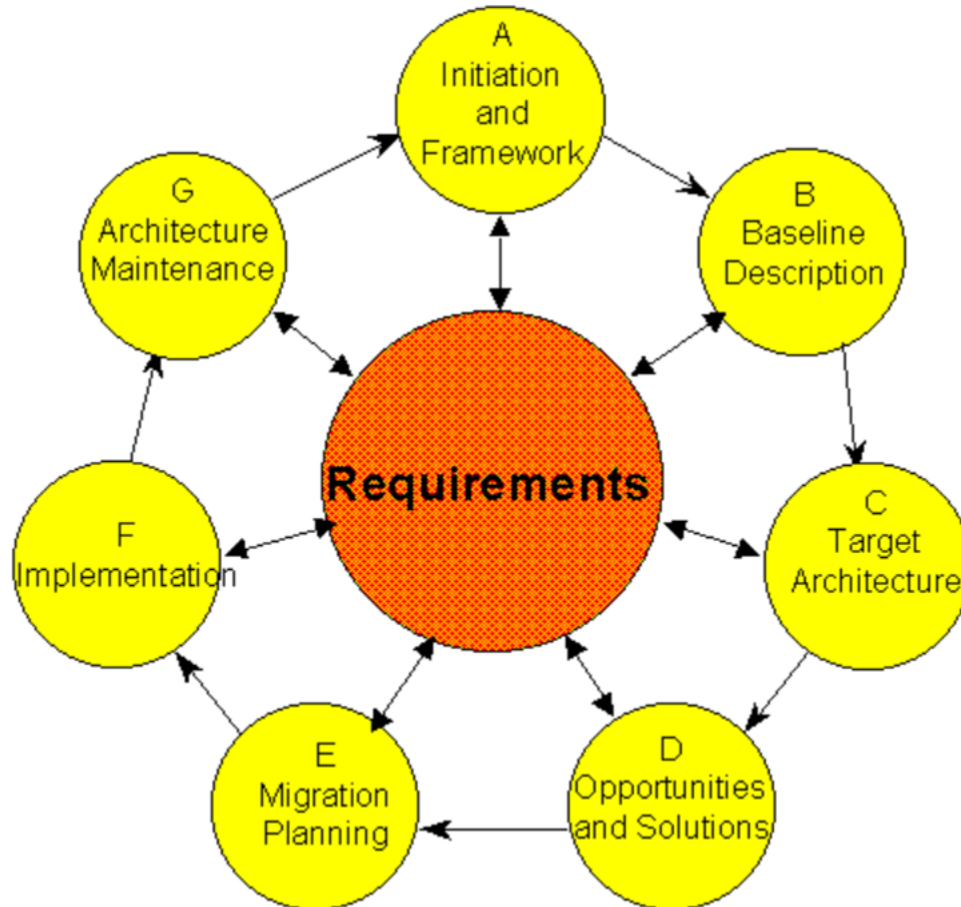 A
Initiation
and
Framework
B
Baseline
Description
C
Target
Architecture
D
Opportunities
and Solutions
E
Migration
Planning
F
Implementation
G
Architecture
Maintenance
Requirements